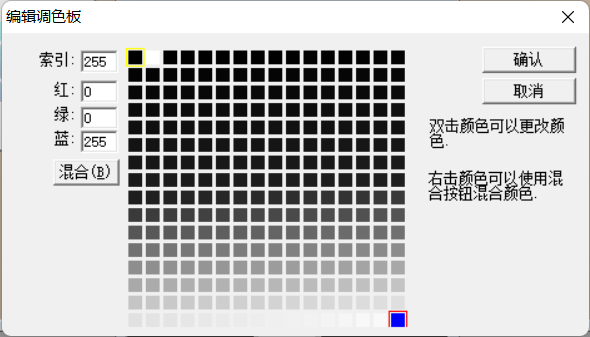 编辑调色板
索引: 255
确认
红: 0
取消
绿: 0
蓝: 255
混合(B)
双击颜色可以更改颜
色.
右击颜色可以使用混
合按钮混合颜色.